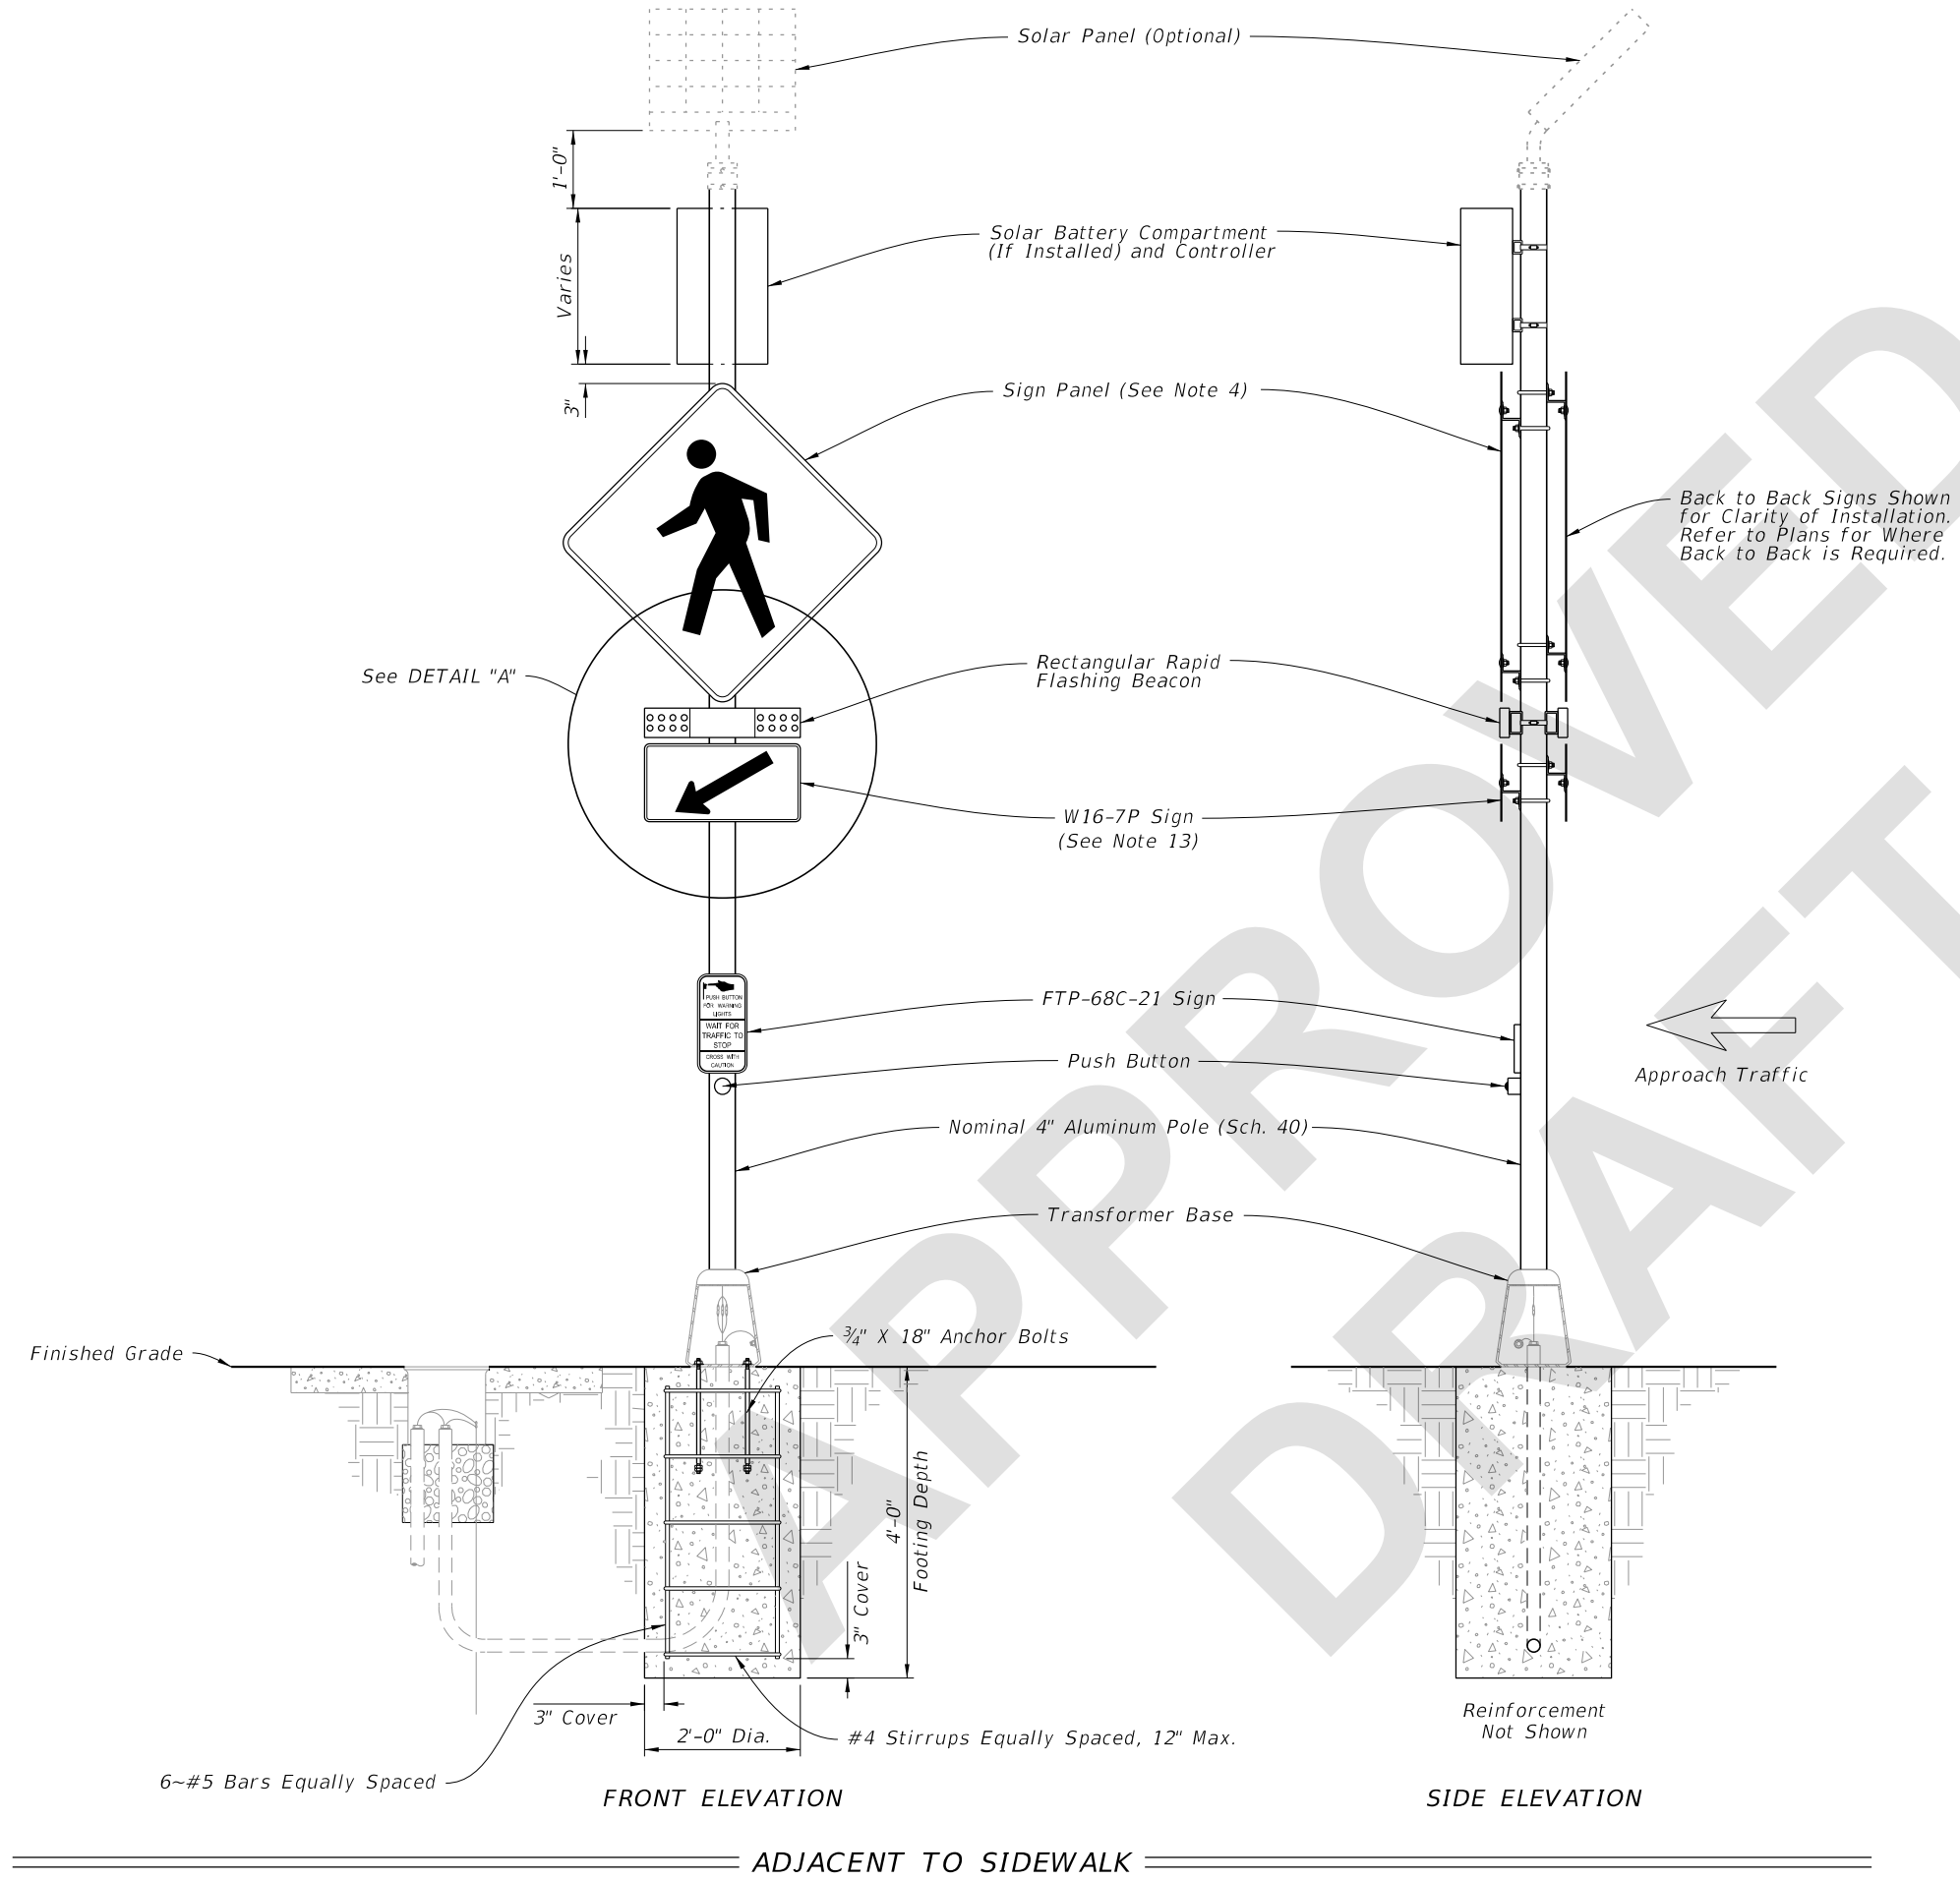 Solar Panel (Optional)
1'-0"
Varies
3"
Solar Battery Compartment
(If Installed) and Controller
Sign Panel (See Note 4)
Back to Back Signs Shown
for Clarity of Installation.
Refer to Plans for Where
Back to Back is Required.
See DETAIL "A"
Rectangular Rapid
Flashing Beacon
W16-7P Sign
(See Note 13)
PUSH BUTTON
FOR WARNING
LIGHTS
WAIT FOR
TRAFFIC TO
STOP
CROSS WITH
CAUTION
FTP-68C-21 Sign
Push Button
Approach Traffic
Nominal 4" Aluminum Pole (Sch. 40)
Transformer Base
¾" X 18" Anchor Bolts
Finished Grade
4'-0"
Footing Depth
3" Cover
3" Cover
2'-0" Dia.
#4 Stirrups Equally Spaced, 12" Max.
6~#5 Bars Equally Spaced
Reinforcement
Not Shown
FRONT ELEVATION
SIDE ELEVATION
ADJACENT TO SIDEWALK
APPROVED
DRAFT